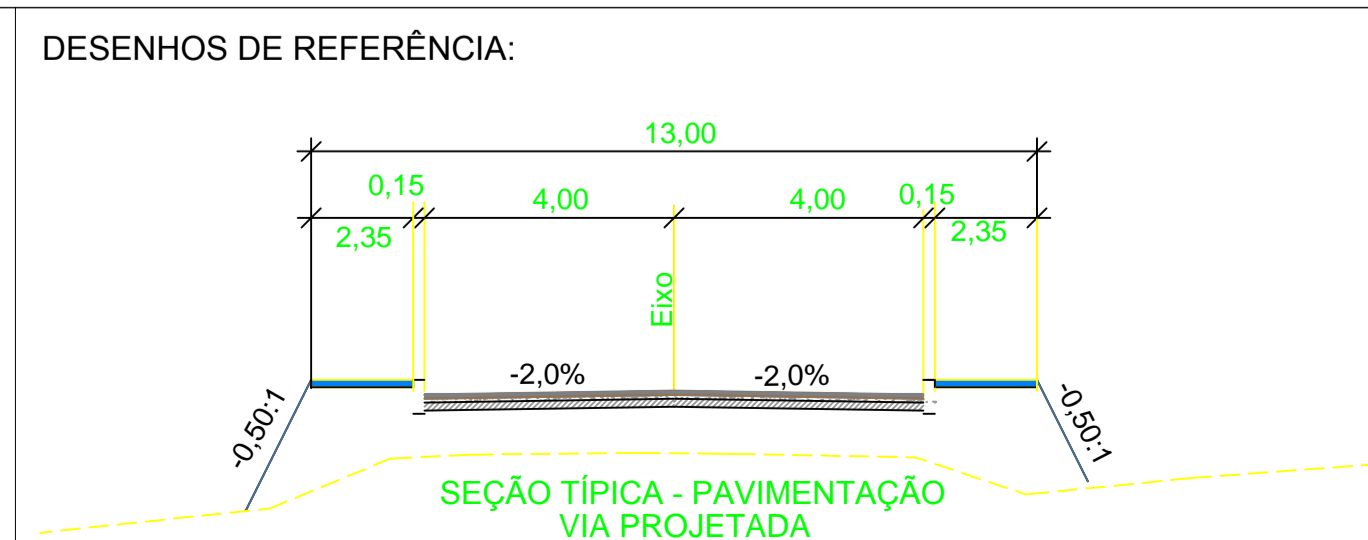 DESENHOS DE REFERÊNCIA:
13,00
0,15
4,00
4,00
0,15
2,35
2,35
Eixo
-2,0%
-2,0%
-0,50:1
-0,50:1
SEÇÃO TÍPICA - PAVIMENTAÇÃO
VIA PROJETADA